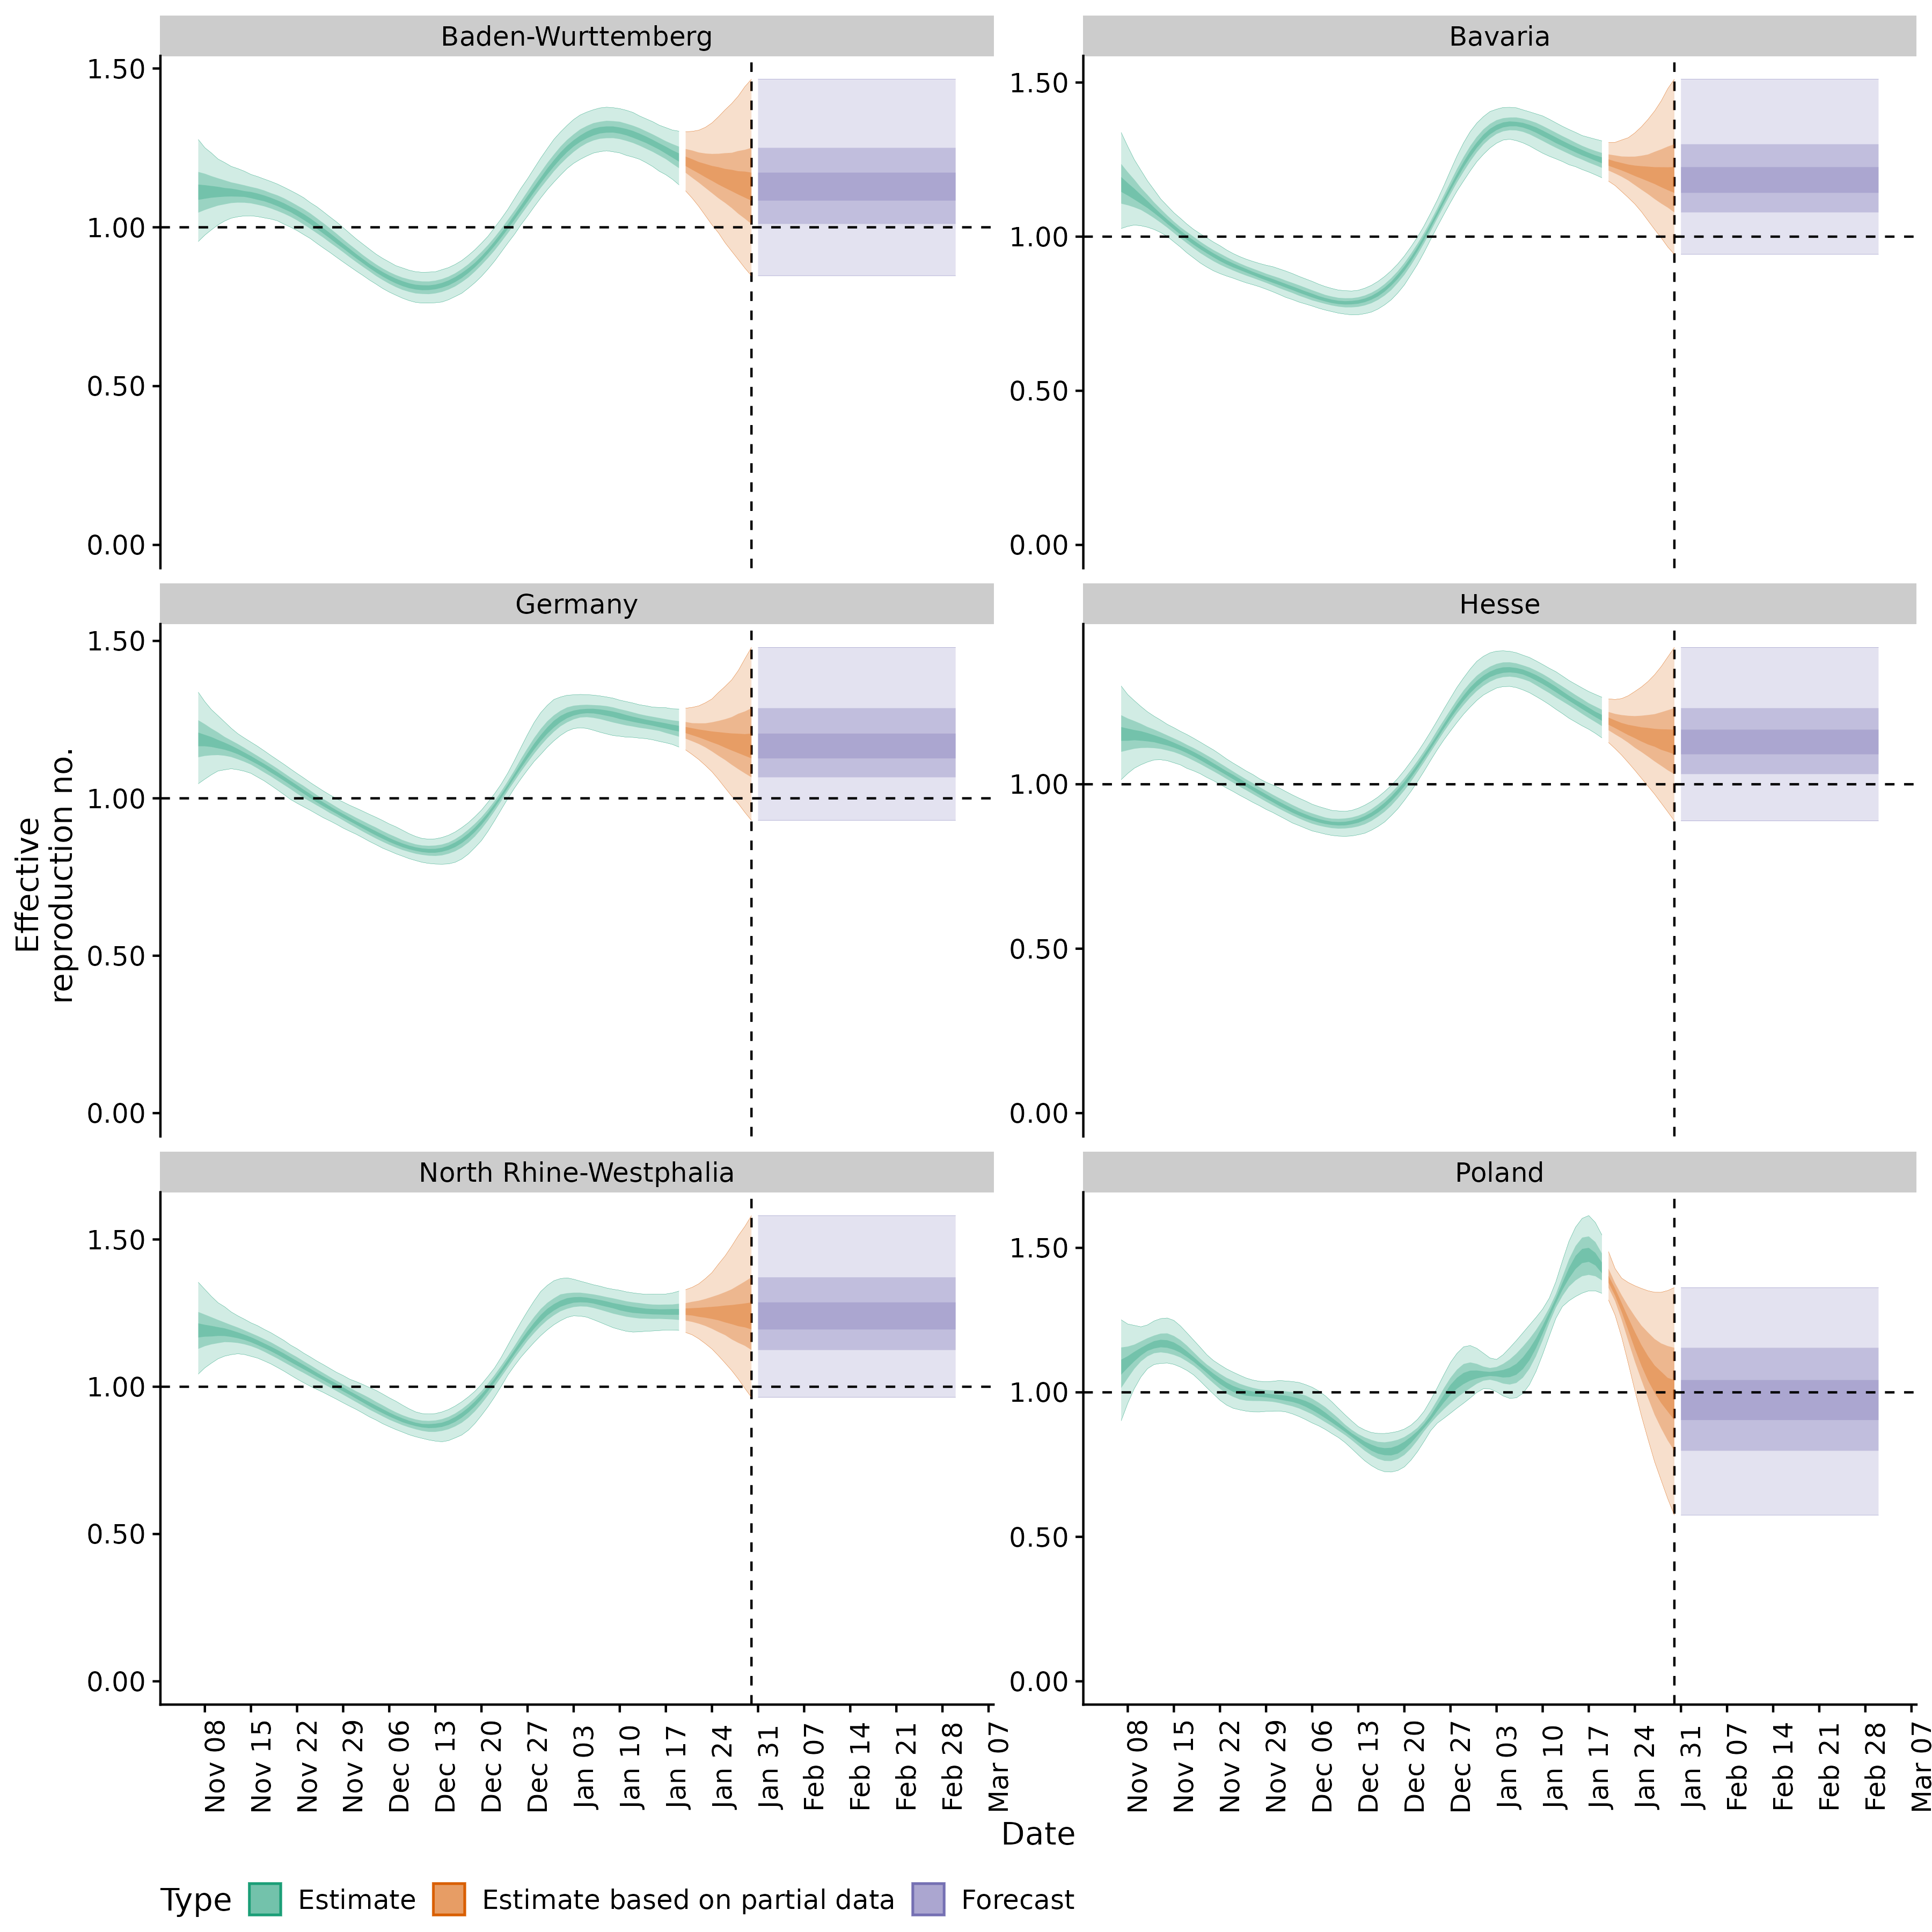 Baden-Wurttemberg
Bavaria
1.50
1.00
0.50
0.00
1.50
1.00
0.50
0.00
Germany
Hesse
1.50
1.00
0.50
0.00
1.00
0.50
0.00
Effective
reproduction no.
North Rhine-Westphalia
Poland
1.50
1.00
0.50
0.00
1.50
1.00
0.50
0.00
Nov 08
Nov 15
Nov 22
Nov 29
Dec 06
Dec 13
Dec 20
Dec 27
Jan 03
Jan 10
Jan 17
Jan 24
Jan 31
Feb 07
Feb 14
Feb 21
Feb 28
Mar 07
Nov 08
Nov 15
Nov 22
Nov 29
Dec 06
Dec 13
Dec 20
Dec 27
Jan 03
Jan 10
Jan 17
Jan 24
Jan 31
Feb 07
Feb 14
Feb 21
Feb 28
Mar 07
Date
Type Estimate Estimate based on partial data Forecast